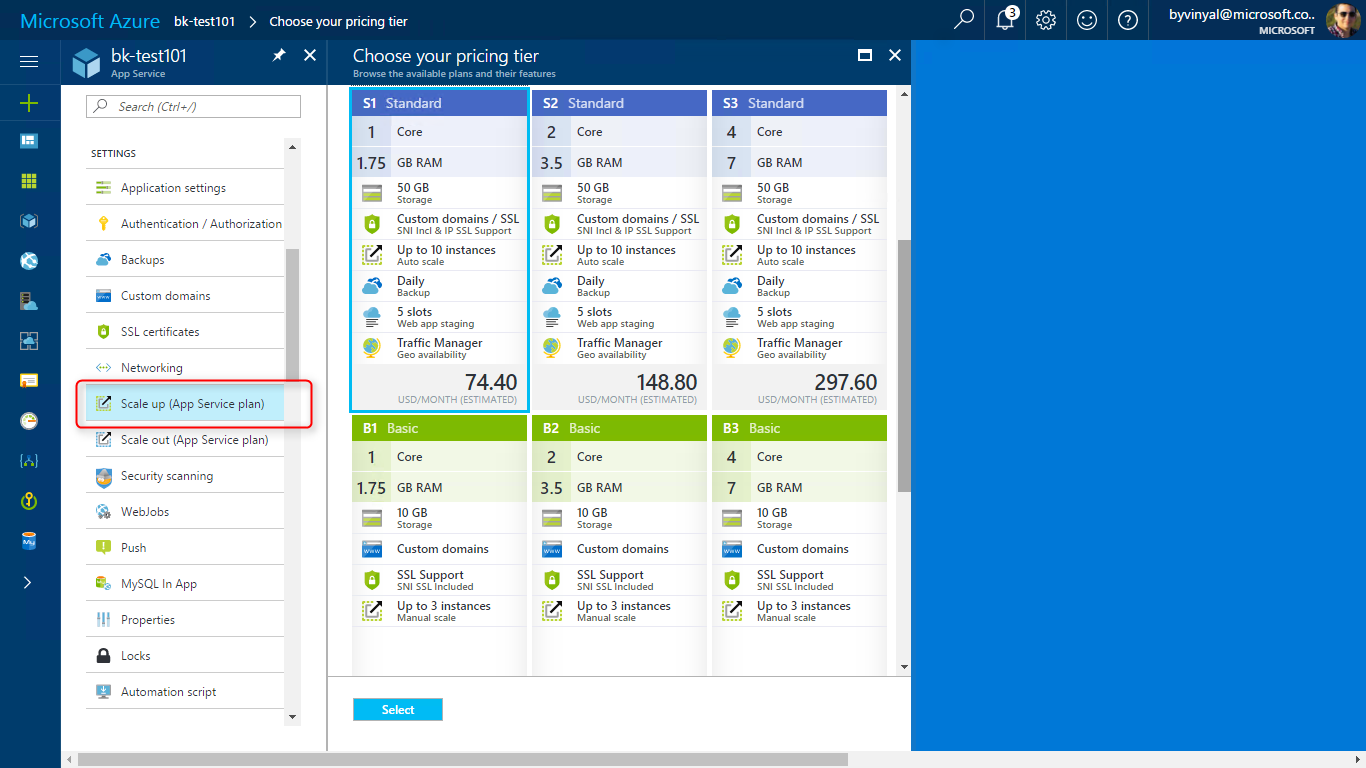 Microsoft Azure bk-test101 > Choose your pricing tier
3
byvinyal@microsoft.co..
MICROSOFT
bk-test101
App Service
Search (Ctrl+/)
SETTINGS
Application settings
Authentication / Authorization
Backups
Custom domains
SSL certificates
Networking
Scale up (App Service plan)
Scale out (App Service plan)
Security scanning
WebJobs
Push
MySQL In App
Properties
Locks
Automation script
Choose your pricing tier
Browse the available plans and their features
S1 Standard
1 Core
1.75 GB RAM
50 GB
Storage
Custom domains / SSL
SNI Incl & IP SSL Support
Up to 10 instances
Auto scale
Daily
Backup
5 slots
Web app staging
Traffic Manager
Geo availability
74.40
USD/MONTH (ESTIMATED)
S2 Standard
2 Core
3.5 GB RAM
50 GB
Storage
Custom domains / SSL
SNI Incl & IP SSL Support
Up to 10 instances
Auto scale
Daily
Backup
5 slots
Web app staging
Traffic Manager
Geo availability
148.80
USD/MONTH (ESTIMATED)
S3 Standard
4 Core
7 GB RAM
50 GB
Storage
Custom domains / SSL
SNI Incl & IP SSL Support
Up to 10 instances
Auto scale
Daily
Backup
5 slots
Web app staging
Traffic Manager
Geo availability
297.60
USD/MONTH (ESTIMATED)
B1 Basic
1 Core
1.75 GB RAM
10 GB
Storage
WWW
Custom domains
SSL Support
SNI SSL Included
Up to 3 instances
Manual scale
B2 Basic
2 Core
3.5 GB RAM
10 GB
Storage
WWW
Custom domains
SSL Support
SNI SSL Included
Up to 3 instances
Manual scale
B3 Basic
4 Core
7 GB RAM
10 GB
Storage
WWW
Custom domains
SSL Support
SNI SSL Included
Up to 3 instances
Manual scale
Select